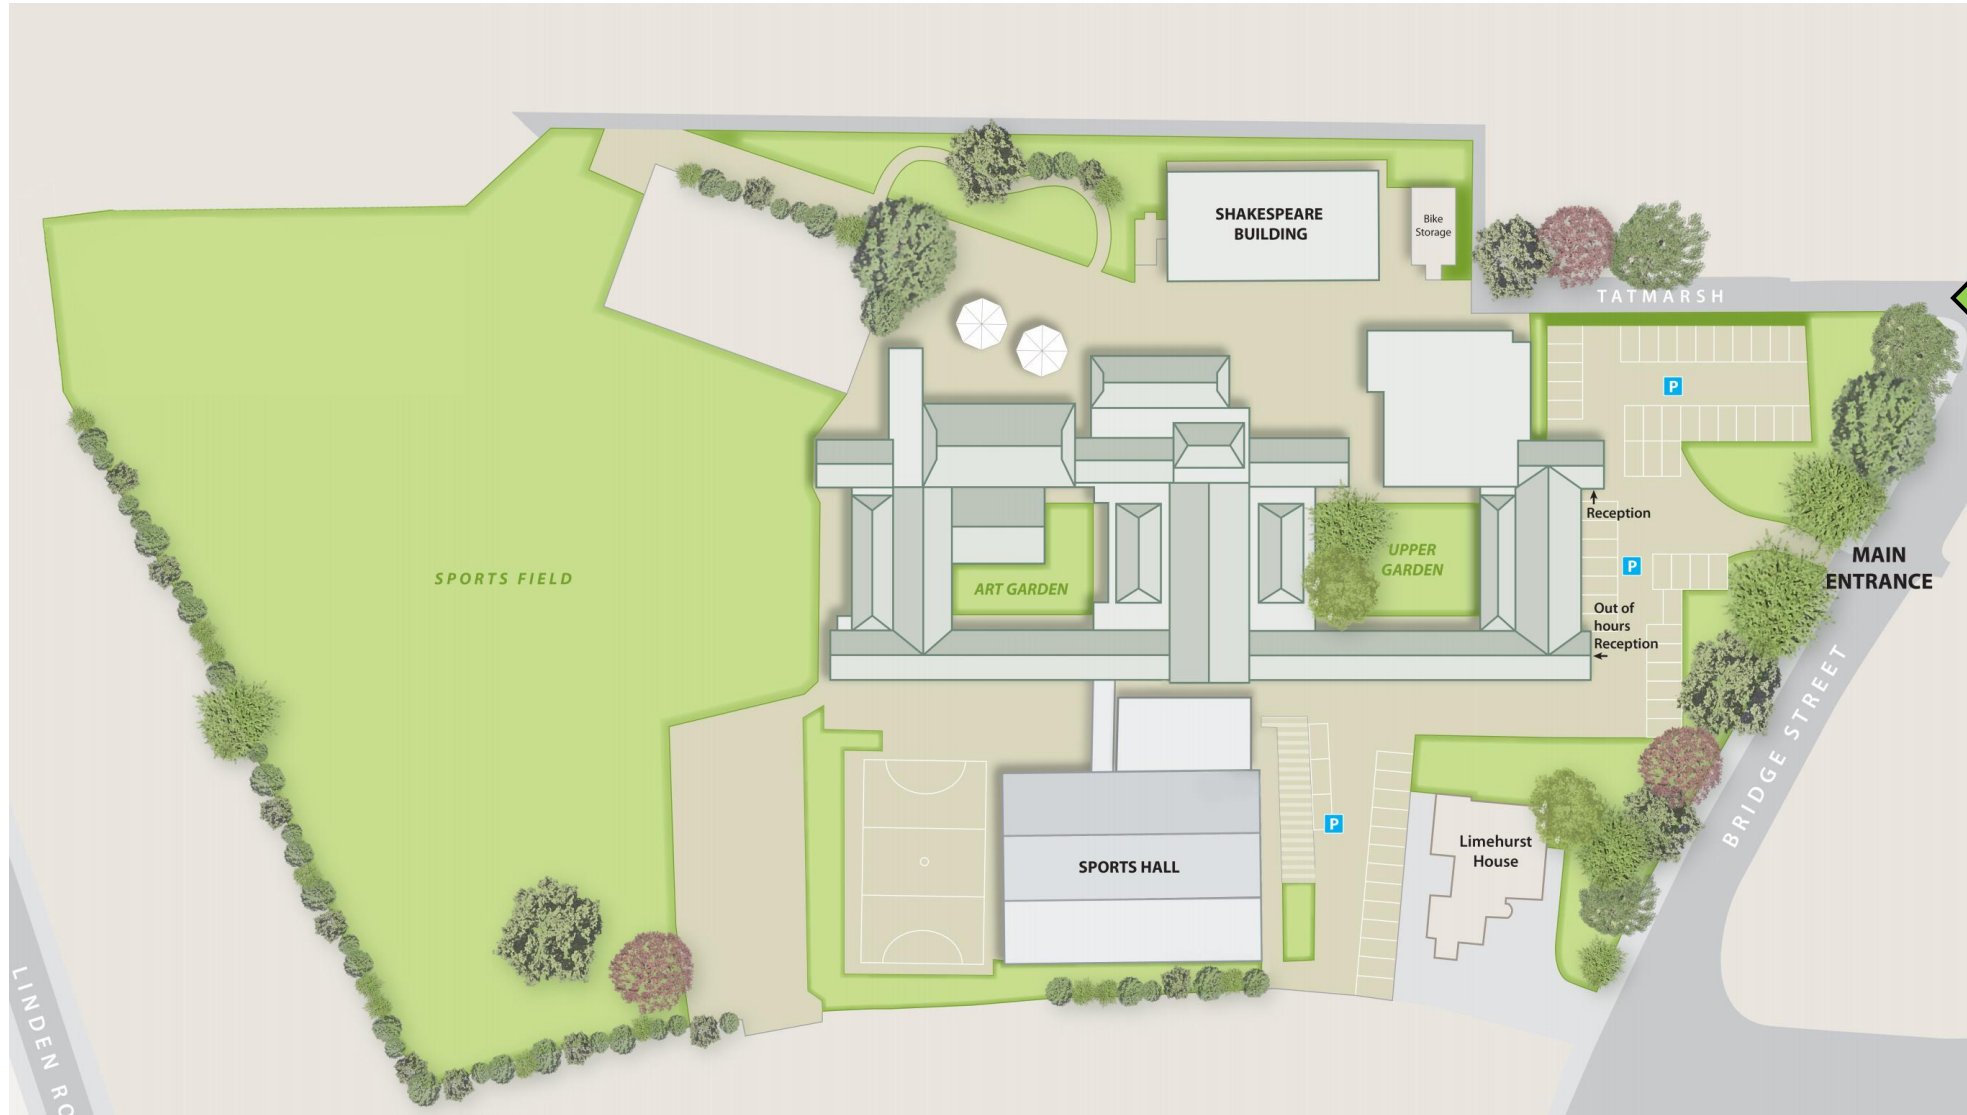 SHAKESPEARE
BUILDING
Bike
Storage
TATMARSH
P
Reception
UPPER
GARDEN
P
MAIN
ENTRANCE
SPORTS FIELD
ART GARDEN
Out of
hours
Reception
BRIDGE STREET
P
Limehurst
House
SPORTS HALL
LINDEN RO